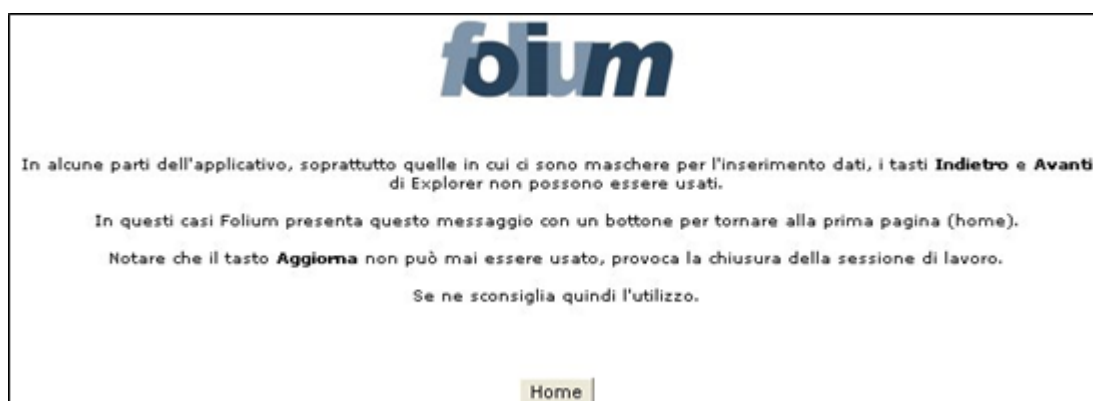 folium
In alcune parti dell'applicativo, soprattutto quelle in cui ci sono maschere per l'inserimento dati, i tasti Indietro e Avanti
di Explorer non possono essere usati.
In questi casi Folium presenta questo messaggio con un bottone per tornare alla prima pagina (home).
Notare che il tasto Aggiorna non può mai essere usato, provoca la chiusura della sessione di lavoro.
Se ne sconsiglia quindi l'utilizzo.
Home